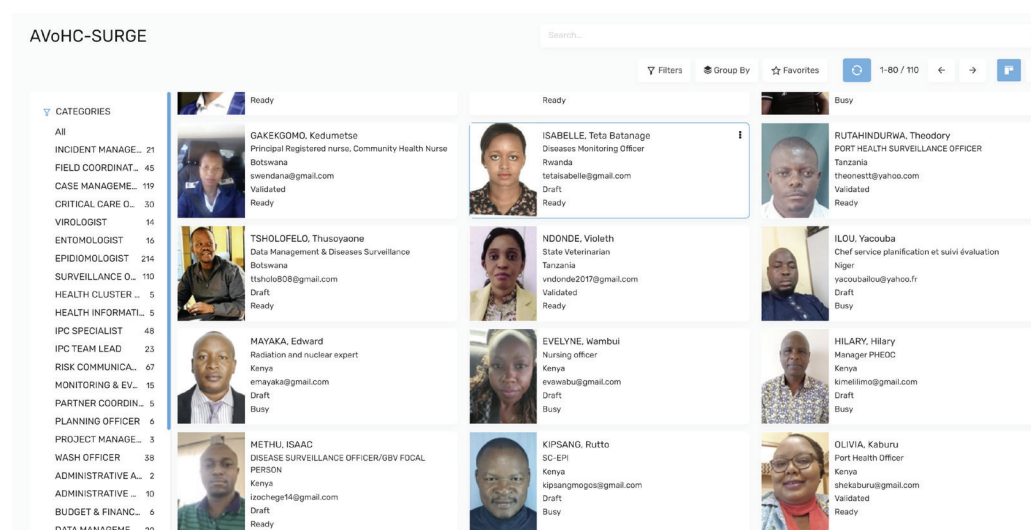 AVoHC-SURGE
Search...
Filters
Group By
Favorites
1-80 / 110
CATEGORIES
All
INCIDENT MANAGE... 21
FIELD COORDINAT... 45
CASE MANAGEME... 119
CRITICAL CARE O... 30
VIROLOGIST 14
ENTOMOLOGIST 16
EPIDIOMOLOGIST 214
SURVEILLANCE O... 110
HEALTH CLUSTER ... 5
HEALTH INFORMATI... 5
IPC SPECIALIST 48
IPC TEAM LEAD 23
RISK COMMUNICA... 67
MONITORING & EV... 15
PARTNER COORDIN... 5
PLANNING OFFICER 6
PROJECT MANAGE... 3
WASH OFFICER 38
ADMINISTRATIVE A... 2
ADMINISTRATIVE ... 10
BUDGET & FINANC... 6
Ready
Ready
Busy
GAKEKGOMO, Kedumetse
Principal Registered nurse, Community Health Nurse
Botswana
swendana@gmail.com
Validated
Ready
ISABELLE, Teta Batanage
Diseases Monitoring Officer
Rwanda
tetaisabelle@gmail.com
Draft
Ready
RUTAHINDURWA, Theodory
PORT HEALTH SURVEILLANCE OFFICER
Tanzania
theonestt@yahoo.com
Validated
Ready
TSHOLOFELO, Thusoyaone
Data Management & Diseases Surveillance
Botswana
ttsholo808@gmail.com
Draft
Ready
NDONDE, Violeth
State Veterinarian
Tanzania
vndonde2017@gmail.com
Validated
Ready
ILOU, Yacouba
Chef service planification et suivi évaluation
Niger
yacoubailou@yahoo.fr
Draft
Busy
MAYAKA, Edward
Radiation and nuclear expert
Kenya
emayaka@gmail.com
Draft
Busy
EVELYNE, Wambui
Nursing officer
Kenya
evawabu@gmail.com
Draft
Busy
HILARY, Hilary
Manager PHEOC
Kenya
kimelilimo@gmail.com
Draft
Busy
METHU, ISAAC
DISEASE SURVEILLANCE OFFICER/GBV FOCAL
PERSON
Kenya
izochege14@gmail.com
Draft
Ready
KIPSANG, Rutto
SC-EPI
Kenya
kipsangmogos@gmail.com
Draft
Busy
OLIVIA, Kaburu
Port Health Officer
Kenya
shekaburu@gmail.com
Validated
Ready